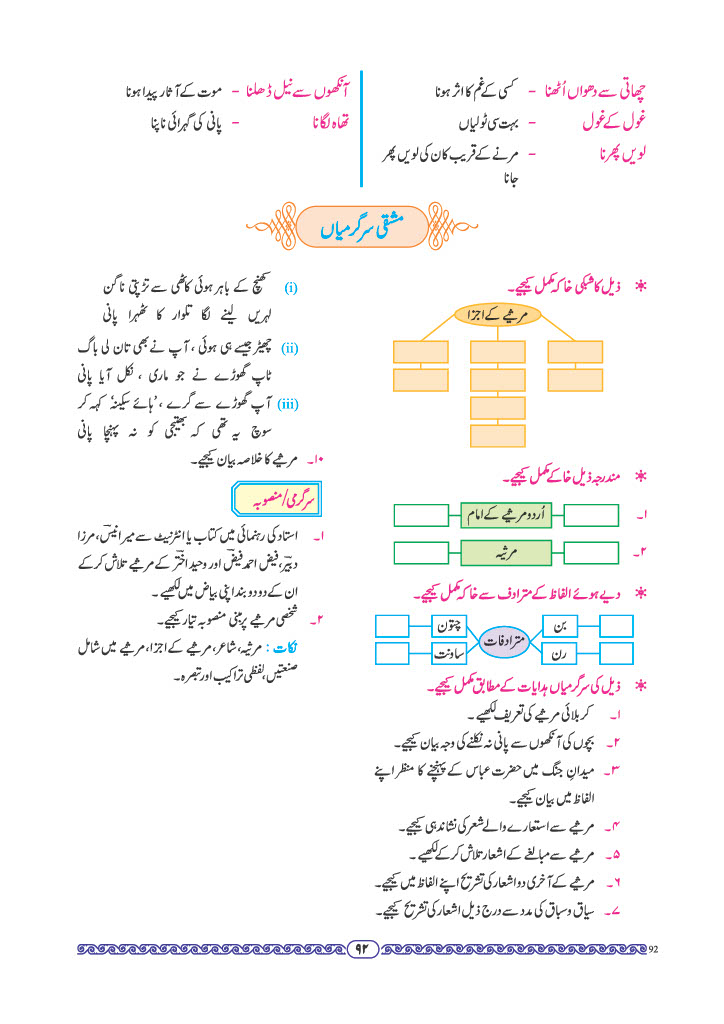 چھاتی سے دھواں اُٹھنا – کسی کے غم کا اثر ہونا
غول کے غول – بہت سی ٹولیاں
لویں پھرنا – مرنے کے قریب کان کی لویں پھر
جانا
آنکھوں سے نیل ڈھلنا – موت کے آثار پیدا ہونا
تھاہ لگانا – پانی کی گہرائی ناپنا
مشقی سرگرمیاں
ذیل کا شبکی خاکہ مکمل کیجیے۔
مرثیے کے اجزا
مندرجہ ذیل خاکے مکمل کیجیے۔
۱۔ اُردو مرثیے کے امام
۲۔ مرثیہ
دیے ہوئے الفاظ کے مترادف سے خاکہ مکمل کیجیے۔
بن
چتون
مترادفات
رن
ساونت
ذیل کی سرگرمیاں ہدایات کے مطابق مکمل کیجیے۔
۱۔ کربلائی مرثیے کی تعریف لکھیے۔
۲۔ بچوں کی آنکھوں سے پانی نہ نکلنے کی وجہ بیان کیجیے۔
۳۔ میدانِ جنگ میں حضرت عباس کے پہنچنے کا منظر اپنے
الفاظ میں بیان کیجیے۔
۴۔ مرثیے سے استعارے والے شعر کی نشاندہی کیجیے۔
۵۔ مرثیے سے مبالغے کے اشعار تلاش کر کے لکھیے۔
۶۔ مرثیے کے آخری دو اشعار کی تشریح اپنے الفاظ میں کیجیے۔
۷۔ سیاق و سباق کی مدد سے درج ذیل اشعار کی تشریح کیجیے۔
(i) کھنچ کے باہر ہوئی کاٹھی سے تڑپتی ناگن
لہریں لینے لگا تلوار کا ٹھہرا پانی
(ii) چھیڑ جیسے ہی ہوئی، آپ نے بھی تان لی باگ
ٹاپ گھوڑے نے جو ماری، نکل آیا پانی
(iii) آپ گھوڑے سے گرے، 'ہائے سکینہ' کہہ کر
سوچ یہ تھی کہ بھتیجی کو نہ پہنچا پانی
۱۰۔ مرثیے کا خلاصہ بیان کیجیے۔
سرگرمی/منصوبہ
۱۔ استاد کی رہنمائی میں کتاب یا انٹرنیٹ سے میر انیسؔ، مرزا
دبیرؔ، فیض احمد فیضؔ اور وحید اخترؔ کے مرثیے تلاش کر کے
ان کے دو دو بند اپنی بیاض میں لکھیے۔
۲۔ شخصی مرثیے پر مبنی منصوبہ تیار کیجیے۔
نکات : مرثیہ، شاعر، مرثیے کے اجزا، مرثیے میں شامل
صنعتیں، لفظی تراکیب اور تبصرہ۔
۹۲
92